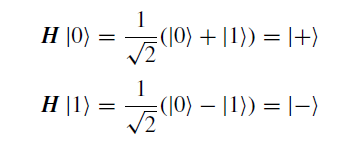 H |0⟩ = 1/√2 (|0⟩ + |1⟩) = |+⟩
H |1⟩ = 1/√2 (|0⟩ − |1⟩) = |−⟩